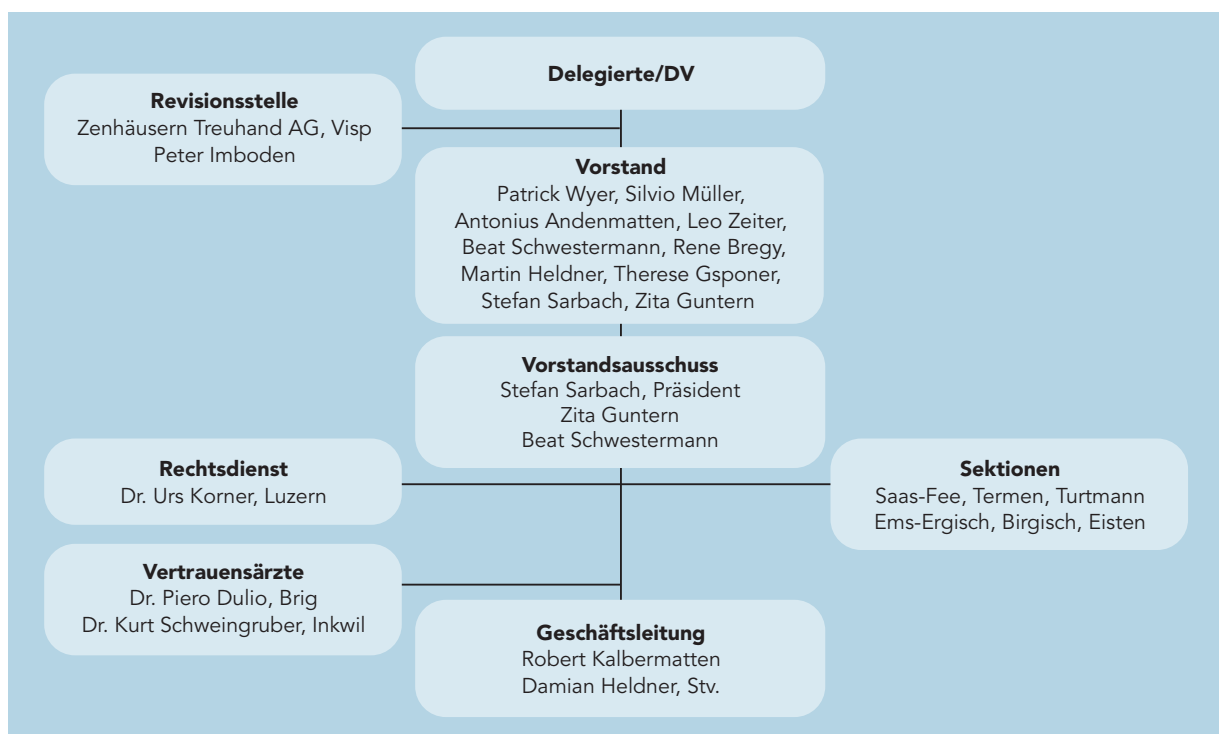 Delegierte/DV
Revisionsstelle
Zenhäusern Treuhand AG, Visp
Peter Imboden
Vorstand
Patrick Wyer, Silvio Müller,
Antonius Andenmatten, Leo Zeiter,
Beat Schwestermann, Rene Bregy,
Martin Heldner, Therese Gsponer,
Stefan Sarbach, Zita Guntern
Vorstandsausschuss
Stefan Sarbach, Präsident
Zita Guntern
Beat Schwestermann
Rechtsdienst
Dr. Urs Korner, Luzern
Sektionen
Saas-Fee, Termen, Turtmann
Ems-Ergisch, Birgisch, Eisten
Vertrauensärzte
Dr. Piero Dulio, Brig
Dr. Kurt Schweingruber, Inkwil
Geschäftsleitung
Robert Kalbermatten
Damian Heldner, Stv.